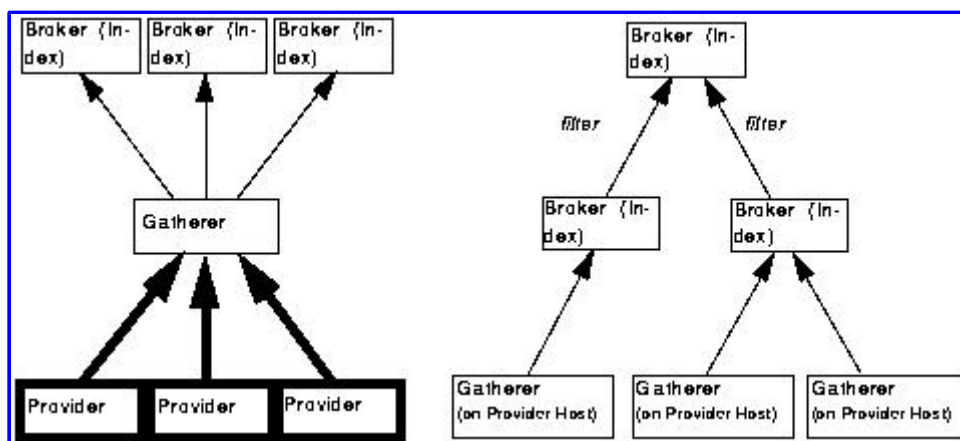 Broker (In-
dex)
Broker (In-
dex)
Broker (In-
dex)
Gatherer
Provider
Provider
Provider
Broker (In-
dex)
filter
filter
Broker (In-
dex)
Broker (In-
dex)
Gatherer
(on Provider Host)
Gatherer
(on Provider Host)
Gatherer
(on Provider Host)